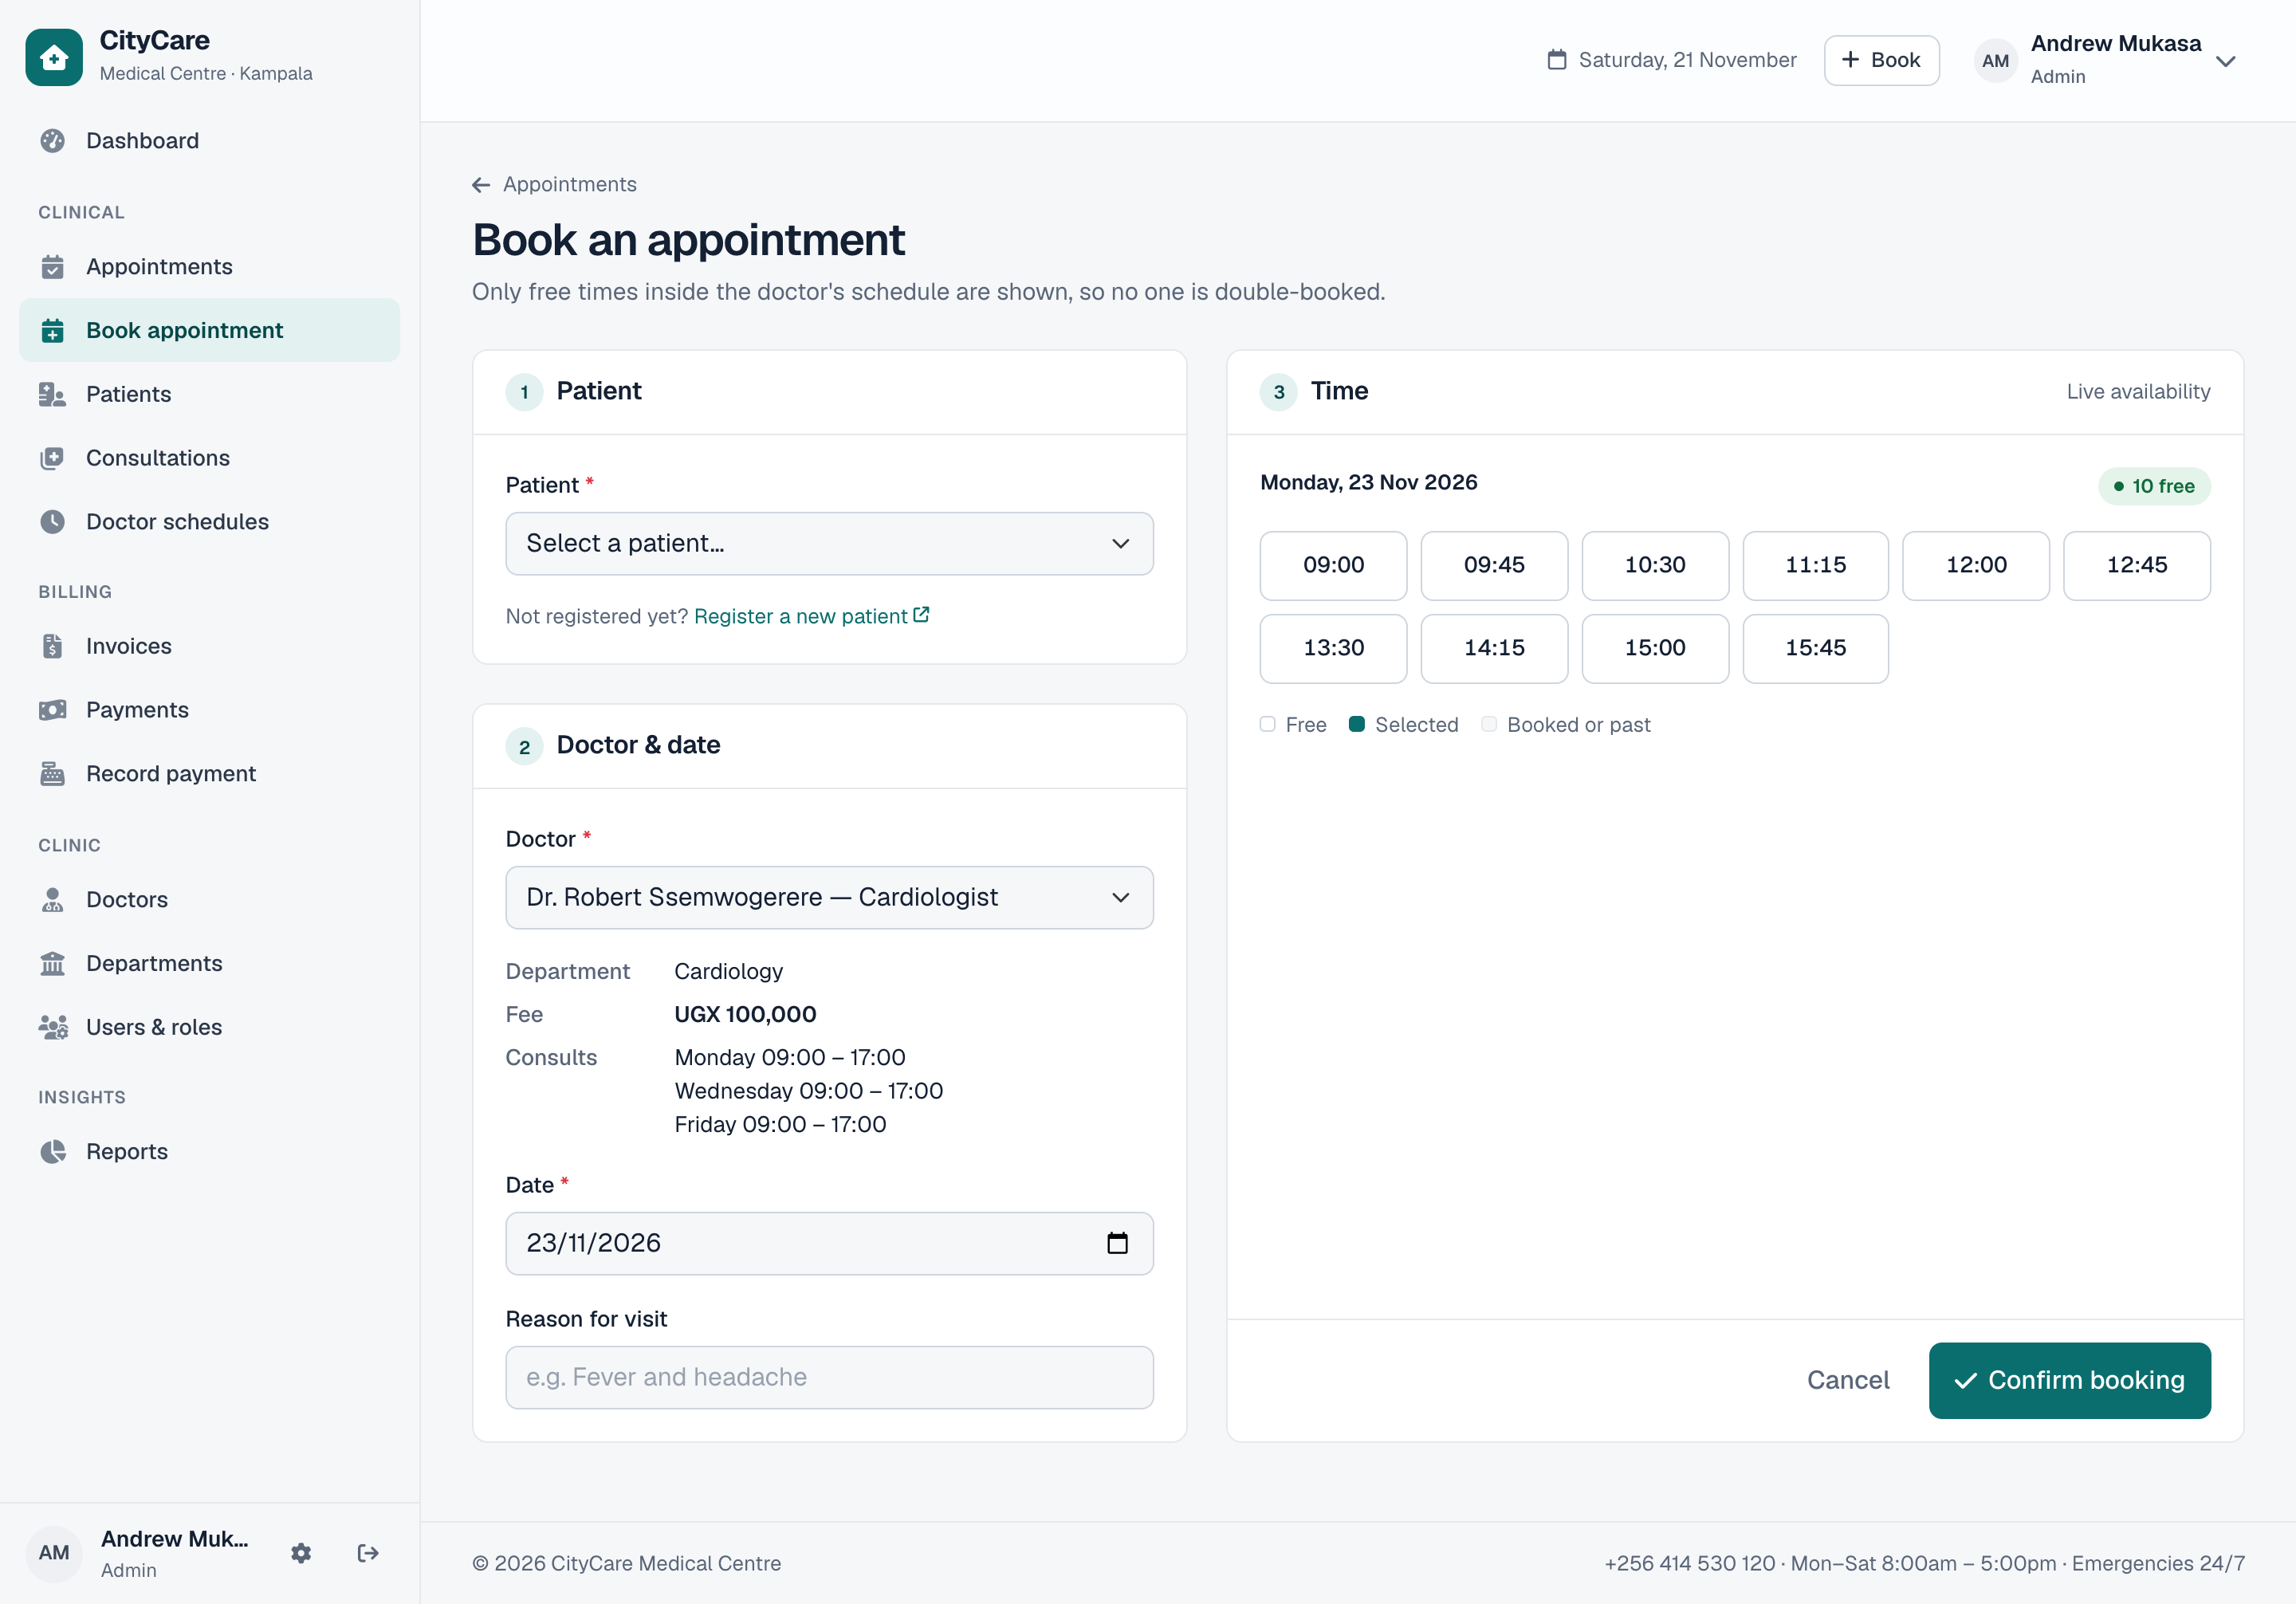 CityCare
Medical Centre · Kampala
Dashboard
CLINICAL
Appointments
Book appointment
Patients
Consultations
Doctor schedules
BILLING
Invoices
Payments
Record payment
CLINIC
Doctors
Departments
Users & roles
INSIGHTS
Reports
AM
Andrew Muk...
Admin
Saturday, 21 November
+ Book
AM
Andrew Mukasa
Admin
← Appointments
Book an appointment
Only free times inside the doctor's schedule are shown, so no one is double-booked.
1 Patient
Patient *
Select a patient...
Not registered yet? Register a new patient
2 Doctor & date
Doctor *
Dr. Robert Ssemwogerere — Cardiologist
Department Cardiology
Fee UGX 100,000
Consults Monday 09:00 – 17:00
Wednesday 09:00 – 17:00
Friday 09:00 – 17:00
Date *
23/11/2026
Reason for visit
e.g. Fever and headache
3 Time Live availability
Monday, 23 Nov 2026 10 free
09:00 09:45 10:30 11:15 12:00 12:45
13:30 14:15 15:00 15:45
Free Selected Booked or past
Cancel Confirm booking
© 2026 CityCare Medical Centre
+256 414 530 120 · Mon–Sat 8:00am – 5:00pm · Emergencies 24/7